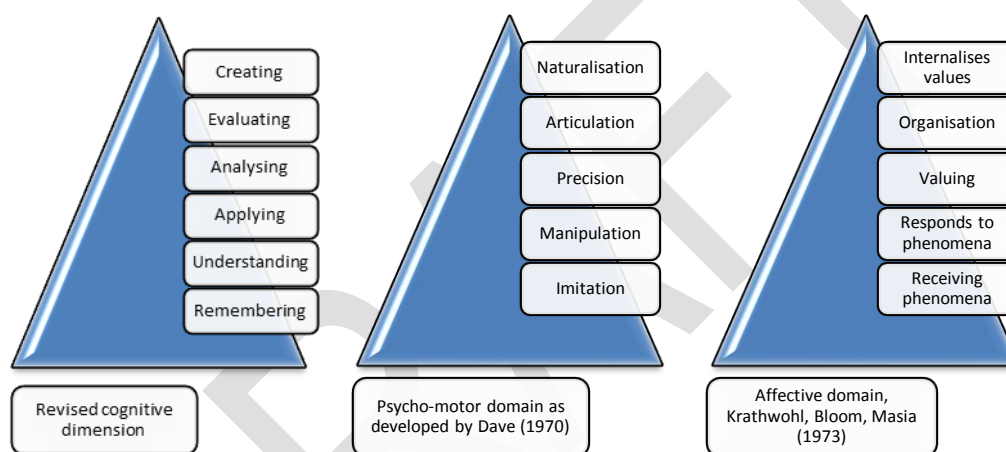 Creating
Evaluating
Analysing
Applying
Understanding
Remembering
Revised cognitive
dimension
Naturalisation
Articulation
Precision
Manipulation
Imitation
Psycho-motor domain as
developed by Dave (1970)
Internalises
values
Organisation
Valuing
Responds to
phenomena
Receiving
phenomena
Affective domain,
Krathwohl, Bloom, Masia
(1973)